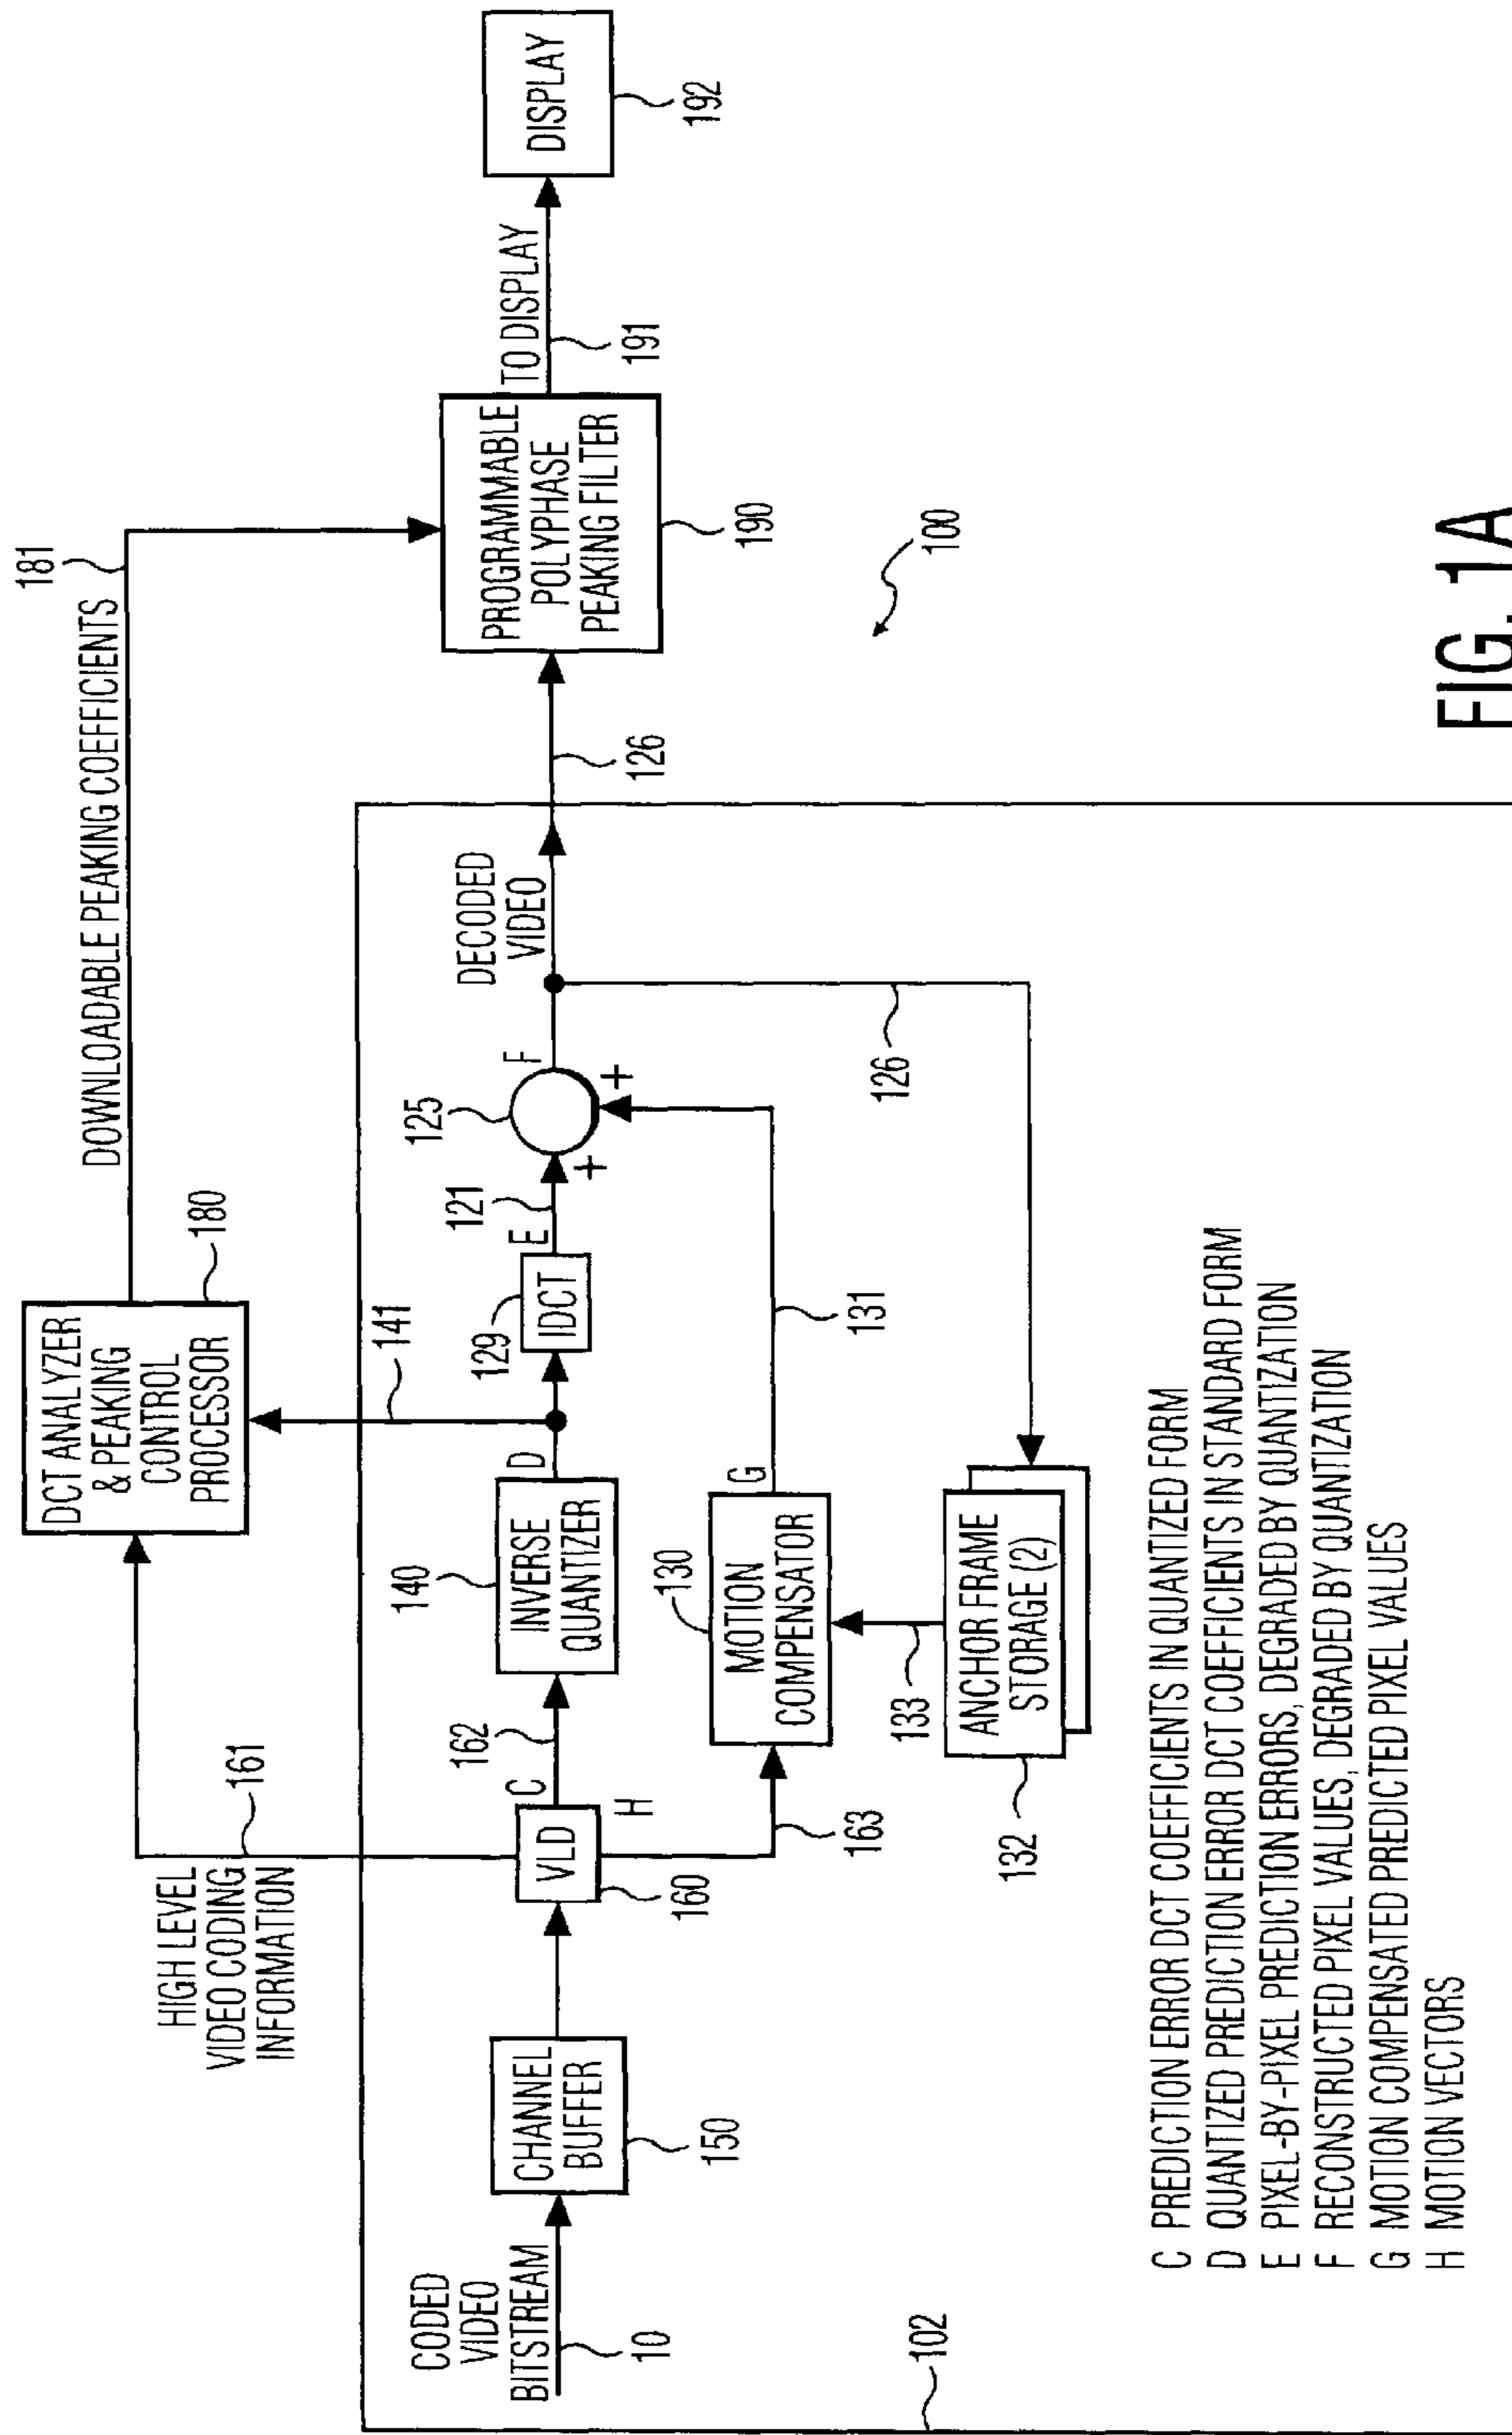 HIGH LEVEL
VIDEO CODING
INFORMATION
161
DCT ANALYZER
& PEAKING
CONTROL
PROCESSOR
180
DOWNLOADABLE PEAKING COEFFICIENTS
181
141
CODED
VIDEO
BITSTREAM
10
CHANNEL
BUFFER
150
VLD
160
C
H
162
163
INVERSE
QUANTIZER
140
D
IDCT
129
E
121
125
+
+
F
DECODED
VIDEO
126
126
PROGRAMMABLE
POLYPHASE
PEAKING FILTER
190
TO DISPLAY
191
DISPLAY
192
MOTION
COMPENSATOR
130
G
131
133
ANCHOR FRAME
STORAGE (2)
132
100
102
C PREDICTION ERROR DCT COEFFICIENTS IN QUANTIZED FORM
D QUANTIZED PREDICTION ERROR DCT COEFFICIENTS IN STANDARD FORM
E PIXEL-BY-PIXEL PREDICTION ERRORS, DEGRADED BY QUANTIZATION
F RECONSTRUCTED PIXEL VALUES, DEGRADED BY QUANTIZATION
G MOTION COMPENSATED PREDICTED PIXEL VALUES
H MOTION VECTORS
FIG. 1A